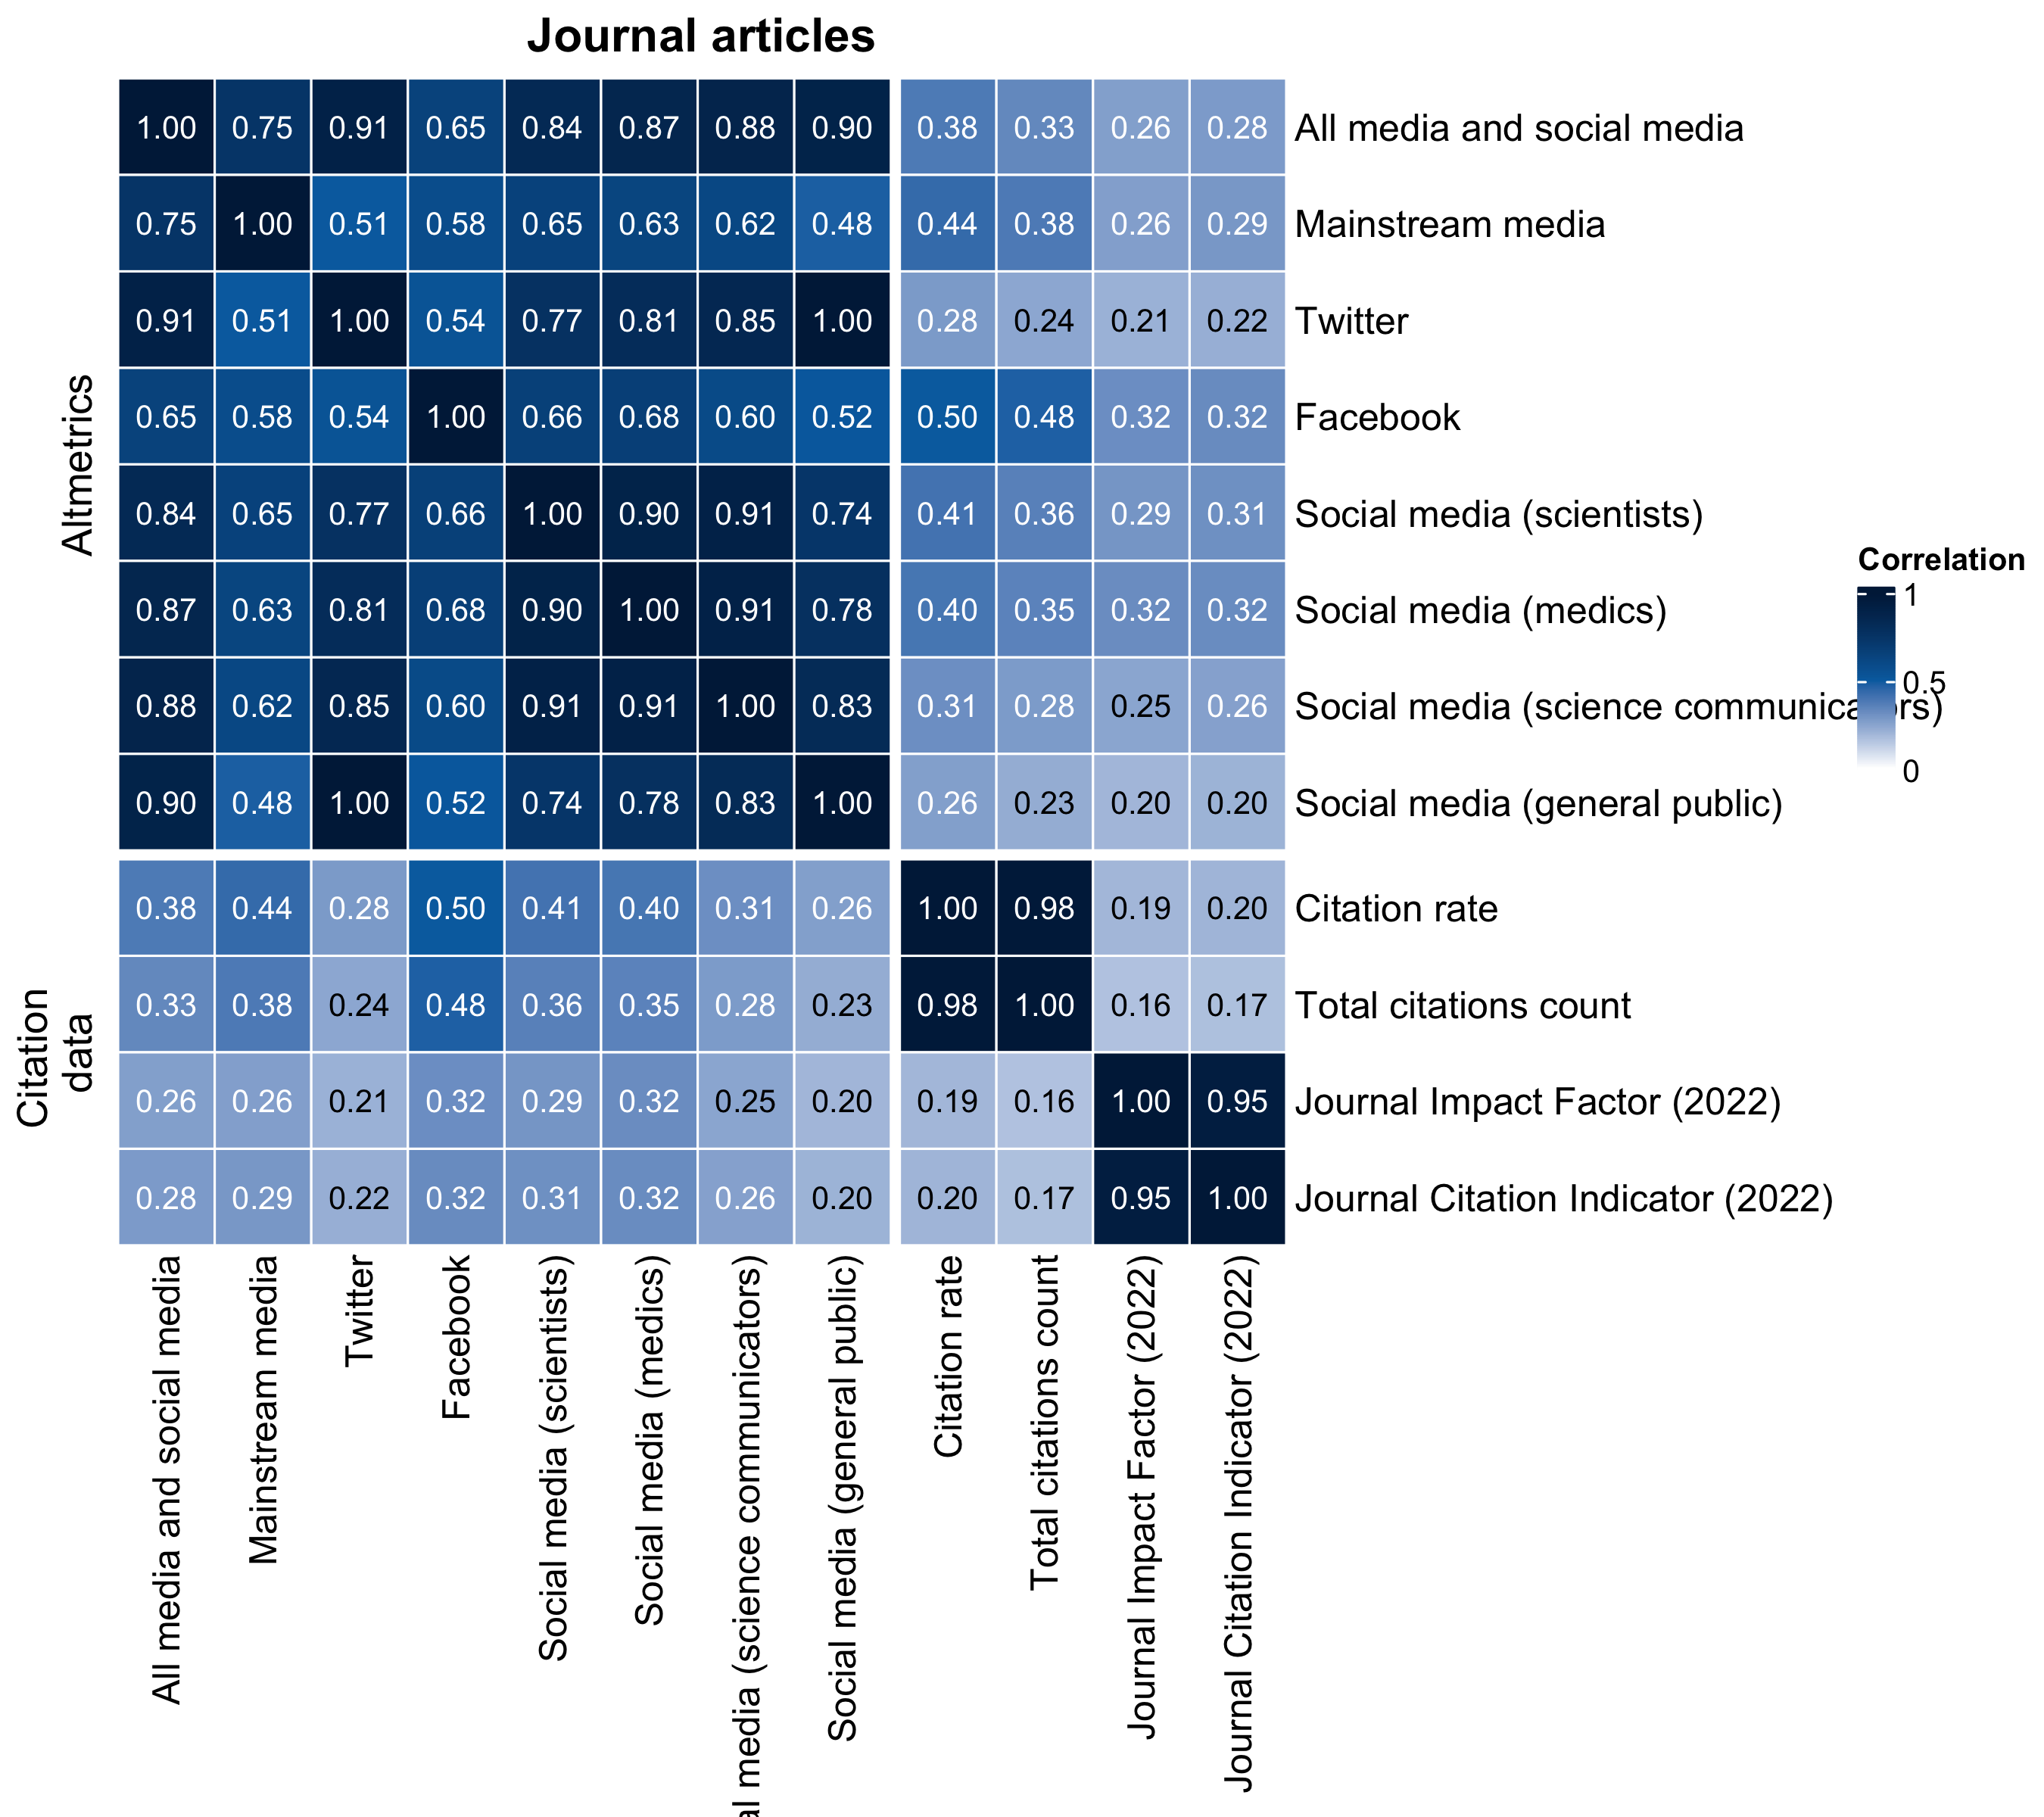 Journal articles
1.00 0.75 0.91 0.65 0.84 0.87 0.88 0.90 0.38 0.33 0.26 0.28 All media and social media
0.75 1.00 0.51 0.58 0.65 0.63 0.62 0.48 0.44 0.38 0.26 0.29 Mainstream media
0.91 0.51 1.00 0.54 0.77 0.81 0.85 1.00 0.28 0.24 0.21 0.22 Twitter
0.65 0.58 0.54 1.00 0.66 0.68 0.60 0.52 0.50 0.48 0.32 0.32 Facebook
0.84 0.65 0.77 0.66 1.00 0.90 0.91 0.74 0.41 0.36 0.29 0.31 Social media (scientists)
0.87 0.63 0.81 0.68 0.90 1.00 0.91 0.78 0.40 0.35 0.32 0.32 Social media (medics)
0.88 0.62 0.85 0.60 0.91 0.91 1.00 0.83 0.31 0.28 0.25 0.26 Social media (science communicators)
0.90 0.48 1.00 0.52 0.74 0.78 0.83 1.00 0.26 0.23 0.20 0.20 Social media (general public)
0.38 0.44 0.28 0.50 0.41 0.40 0.31 0.26 1.00 0.98 0.19 0.20 Citation rate
0.33 0.38 0.24 0.48 0.36 0.35 0.28 0.23 0.98 1.00 0.16 0.17 Total citations count
0.26 0.26 0.21 0.32 0.29 0.32 0.25 0.20 0.19 0.16 1.00 0.95 Journal Impact Factor (2022)
0.28 0.29 0.22 0.32 0.31 0.32 0.26 0.20 0.20 0.17 0.95 1.00 Journal Citation Indicator (2022)
Altmetrics
Citation
data
All media and social media
Mainstream media
Twitter
Facebook
Social media (scientists)
Social media (medics)
al media (science communicators)
Social media (general public)
Citation rate
Total citations count
Journal Impact Factor (2022)
Journal Citation Indicator (2022)
Correlation
1
0.5
0